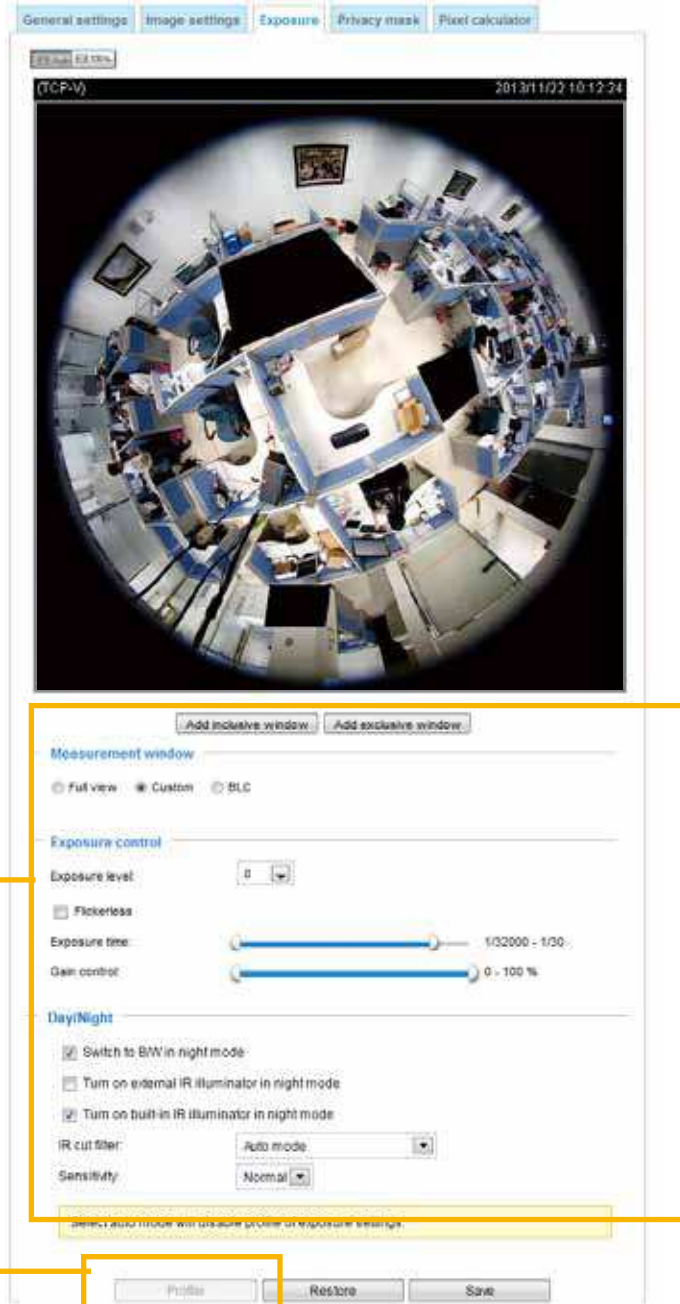 General settings Image settings Exposure Privacy mask Pixel calculator
(TCP-V) 2013/11/22 10:12:24
Add inclusive window Add exclusive window
Measurement window
Full view Custom BLC
Exposure control
Exposure level: 0
Flickerless
Exposure time: 1/32000 - 1/30
Gain control: 0 - 100 %
Day/Night
Switch to B/W in night mode
Turn on external IR illuminator in night mode
Turn on built-in IR illuminator in night mode
IR cut filter: Auto mode
Sensitivity: Normal
Select auto mode will disable profile of exposure settings.
Profile Restore Save